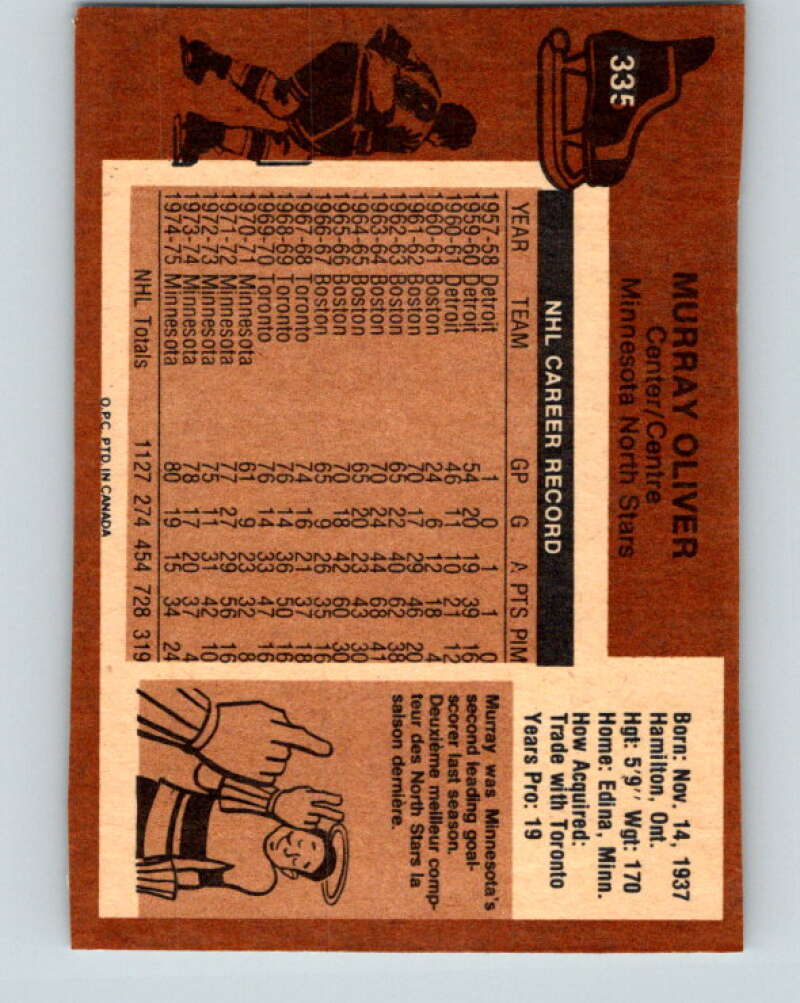 335
MURRAY OLIVER
Center/Centre
Minnesota North Stars
Born: Nov. 14, 1937
Hamilton, Ont.
Hgt: 5'9'' Wgt: 170
Home: Edina, Minn.
How Acquired:
Trade with Toronto
Years Pro: 19
NHL CAREER RECORD
YEAR TEAM GP G A PTS PIM
1957-58 Detroit 1 0 1 1 0
1959-60 Detroit 54 20 19 39 16
1960-61 Detroit 46 11 10 21 12
1960-61 Boston 24 6 12 18 4
1961-62 Boston 70 17 29 46 20
1962-63 Boston 65 22 40 62 38
1963-64 Boston 70 24 44 68 41
1964-65 Boston 65 20 23 43 30
1965-66 Boston 70 18 42 60 30
1966-67 Boston 65 9 26 35 16
1967-68 Toronto 74 16 21 37 18
1968-69 Toronto 76 14 36 50 16
1969-70 Toronto 76 14 33 47 16
1970-71 Minnesota 61 9 23 32 8
1971-72 Minnesota 77 27 29 56 16
1972-73 Minnesota 75 11 31 42 10
1973-74 Minnesota 78 17 20 37 4
1974-75 Minnesota 80 19 15 34 24
NHL Totals 1127 274 454 728 319
Murray was Minnesota's
second leading goal-
scorer last season.
Deuxième meilleur comp-
teur des North Stars la
saison dernière.
O.P.C. PTD. IN CANADA